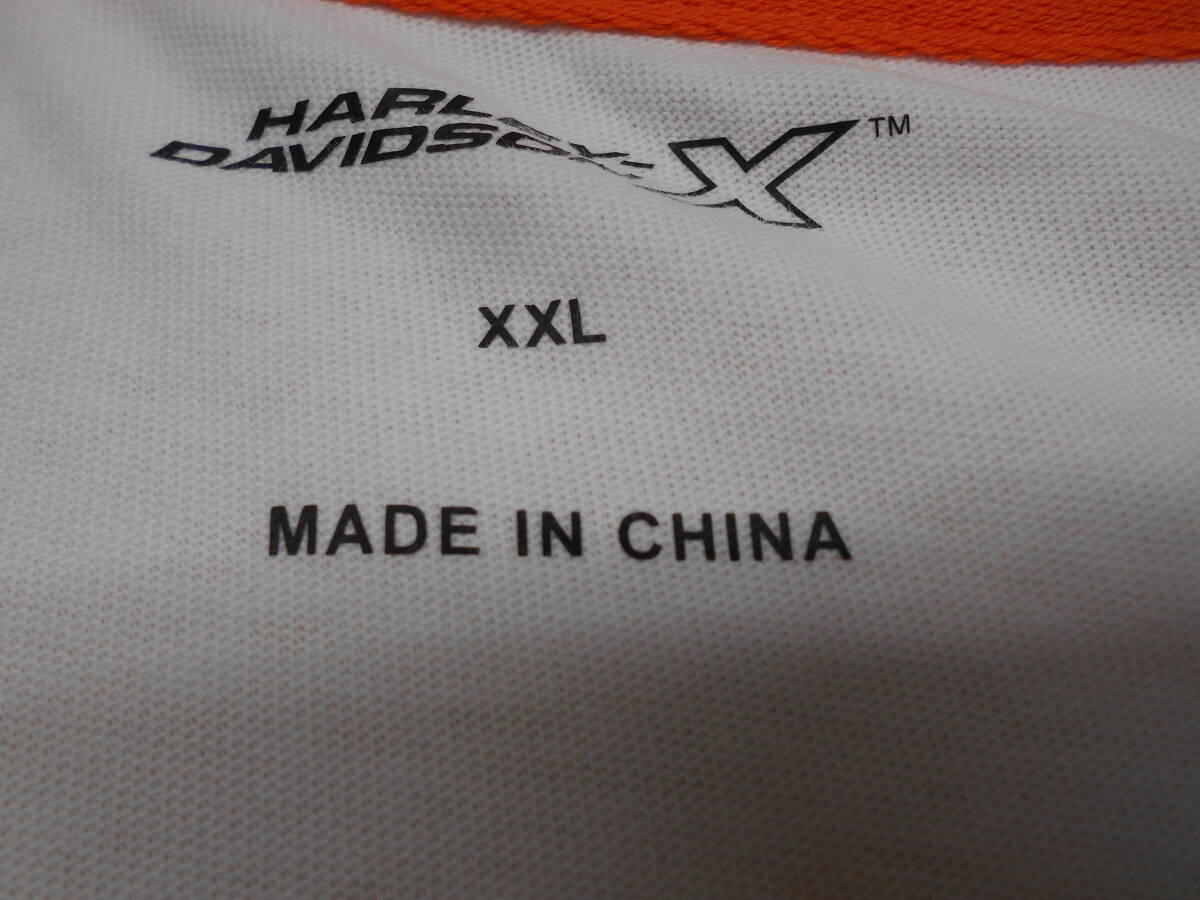 HARLEY-
DAVIDSON-X™
XXL
MADE IN CHINA